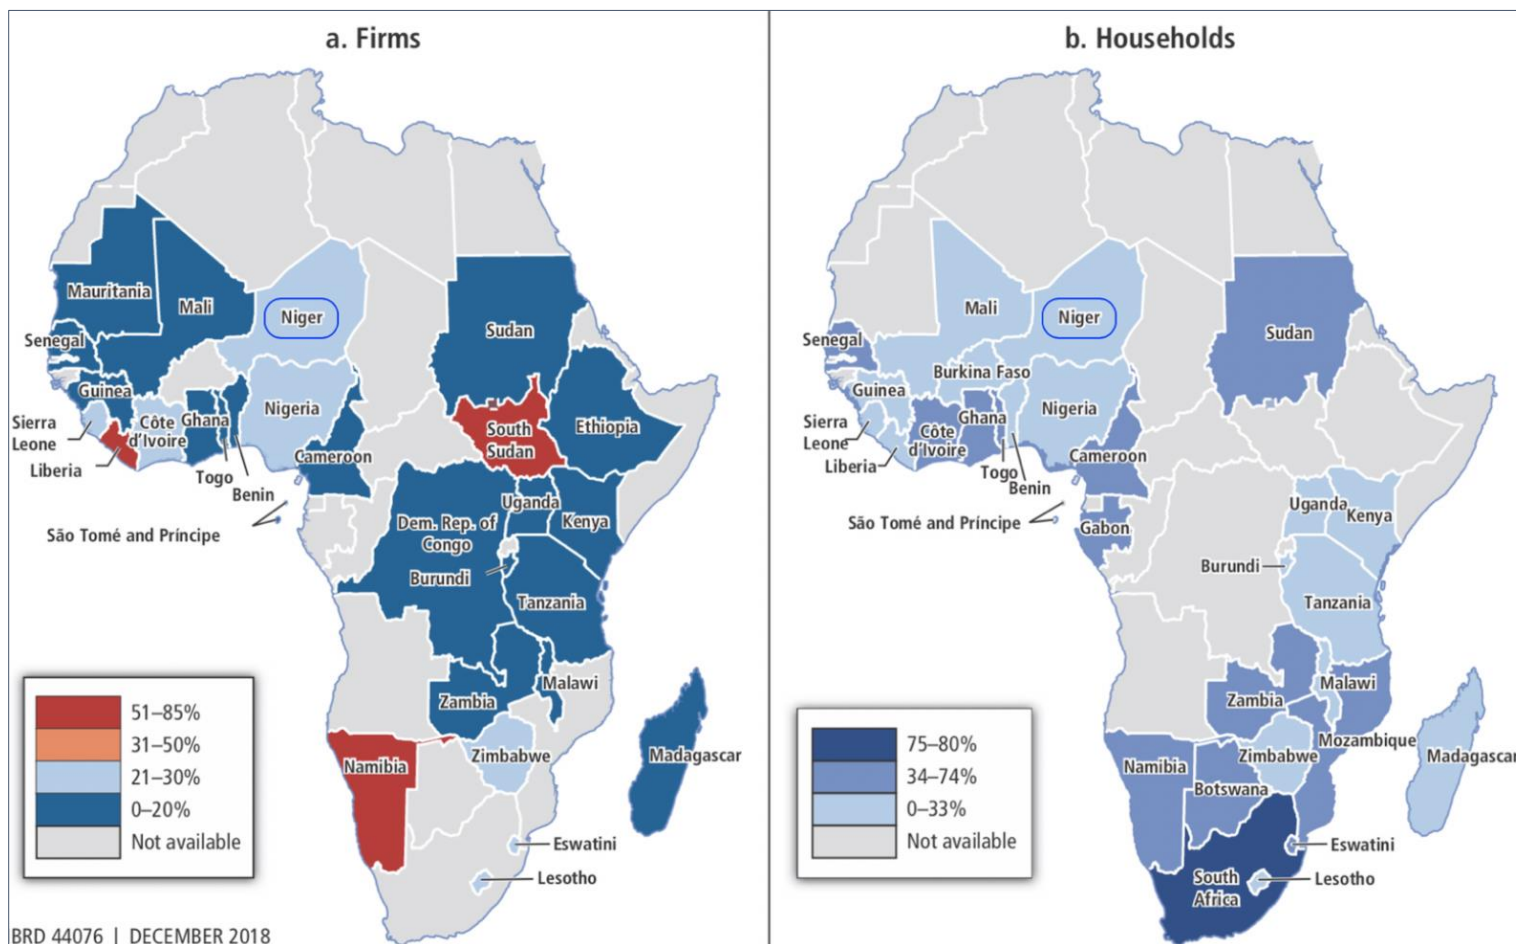 a. Firms
Mauritania
Mali
Niger
Senegal
Sudan
Guinea
Sierra
Leone
Côte
d'Ivoire
Ghana
Nigeria
South
Sudan
Ethiopia
Liberia
Togo
Benin
Cameroon
São Tomé and Príncipe
Dem. Rep. of
Congo
Uganda
Kenya
Burundi
Tanzania
Zambia
Malawi
Namibia
Zimbabwe
Madagascar
Eswatini
Lesotho
51–85%
31–50%
21–30%
0–20%
Not available
BRD 44076 | DECEMBER 2018
b. Households
Mali
Niger
Senegal
Sudan
Burkina Faso
Guinea
Sierra
Leone
Côte
d'Ivoire
Ghana
Nigeria
Liberia
Togo
Benin
Cameroon
São Tomé and Príncipe
Gabon
Uganda
Kenya
Burundi
Tanzania
Zambia
Malawi
Mozambique
Namibia
Zimbabwe
Botswana
Madagascar
Eswatini
South
Africa
Lesotho
75–80%
34–74%
0–33%
Not available